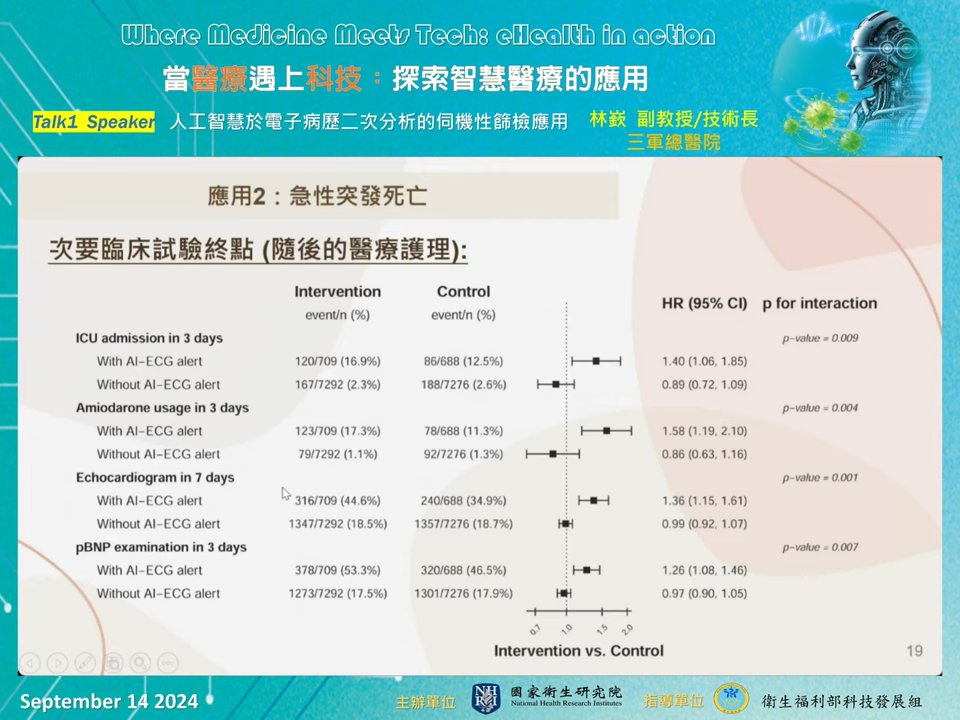 Where Medicine Meets Tech: eHealth in action
當醫療遇上科技：探索智慧醫療的應用
Talk1 Speaker 人工智慧於電子病歷二次分析的伺機性篩檢應用 林嶔 副教授/技術長
三軍總醫院
應用2：急性突發死亡
次要臨床試驗終點 (隨後的醫療護理):
Intervention Control HR (95% CI) p for interaction
event/n (%) event/n (%)
ICU admission in 3 days p-value = 0.009
With AI-ECG alert 120/709 (16.9%) 86/688 (12.5%) 1.40 (1.06, 1.85)
Without AI-ECG alert 167/7292 (2.3%) 188/7276 (2.6%) 0.89 (0.72, 1.09)
Amiodarone usage in 3 days p-value = 0.004
With AI-ECG alert 123/709 (17.3%) 78/688 (11.3%) 1.58 (1.19, 2.10)
Without AI-ECG alert 79/7292 (1.1%) 92/7276 (1.3%) 0.86 (0.63, 1.16)
Echocardiogram in 7 days p-value = 0.001
With AI-ECG alert 316/709 (44.6%) 240/688 (34.9%) 1.36 (1.15, 1.61)
Without AI-ECG alert 1347/7292 (18.5%) 1357/7276 (18.7%) 0.99 (0.92, 1.07)
pBNP examination in 3 days p-value = 0.007
With AI-ECG alert 378/709 (53.3%) 320/688 (46.5%) 1.26 (1.08, 1.46)
Without AI-ECG alert 1273/7292 (17.5%) 1301/7276 (17.9%) 0.97 (0.90, 1.05)
0.7 1.0 1.5 2.0
Intervention vs. Control
19
September 14 2024 主辦單位 NHRI 國家衛生研究院 指導單位 衛生福利部科技發展組
National Health Research Institutes